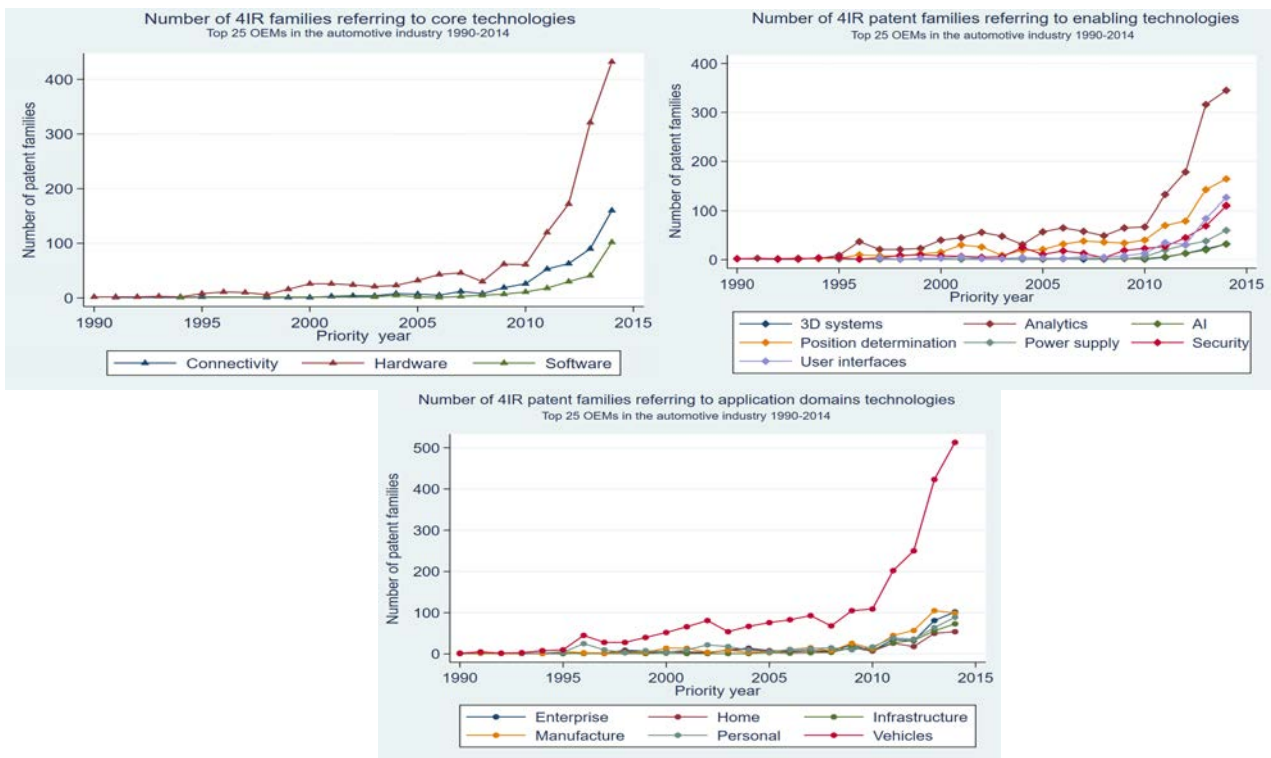 Number of 4IR families referring to core technologies
Top 25 OEMs in the automotive industry 1990-2014
Number of patent families
400
300
200
100
0
1990 1995 2000 2005 2010 2015
Priority year
Connectivity Hardware Software
Number of 4IR patent families referring to enabling technologies
Top 25 OEMs in the automotive industry 1990-2014
Number of patent families
400
300
200
100
0
1990 1995 2000 2005 2010 2015
Priority year
3D systems Analytics AI
Position determination Power supply Security
User interfaces
Number of 4IR patent families referring to application domains technologies
Top 25 OEMs in the automotive industry 1990-2014
Number of patent families
500
400
300
200
100
0
1990 1995 2000 2005 2010 2015
Priority year
Enterprise Home Infrastructure
Manufacture Personal Vehicles